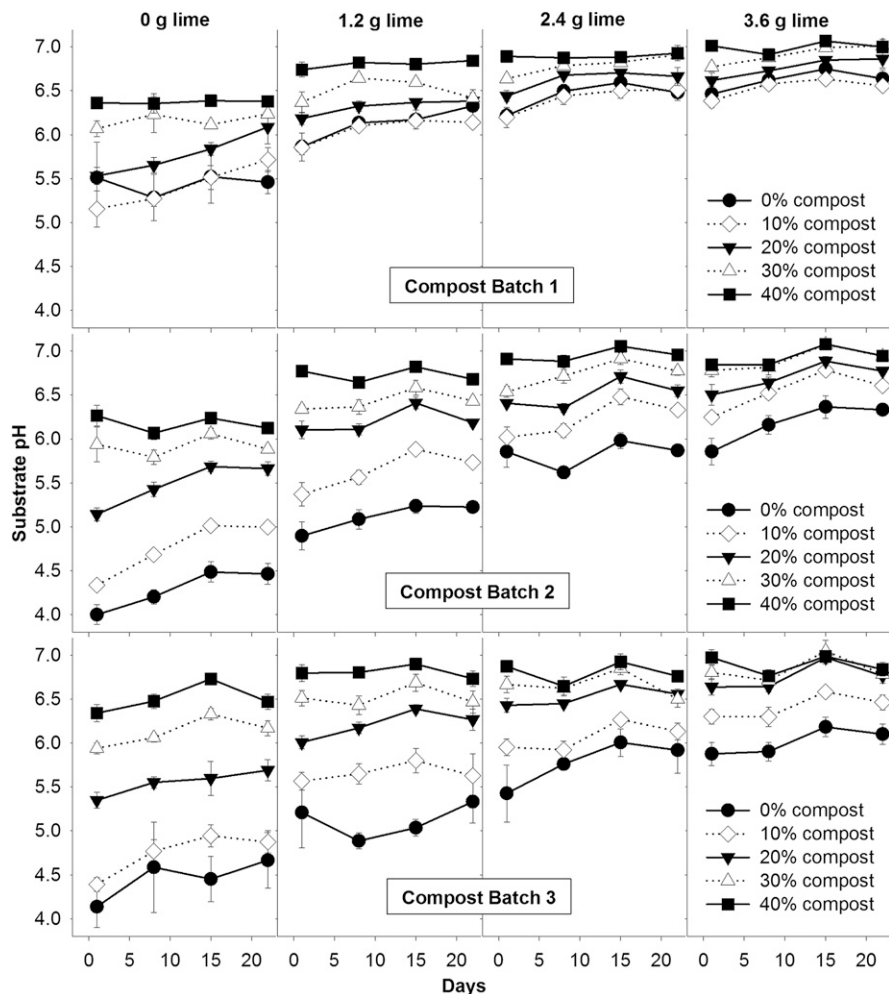 0 g lime 1.2 g lime 2.4 g lime 3.6 g lime
7.0
6.5
6.0
5.5
5.0
4.5
4.0
0% compost
10% compost
20% compost
30% compost
40% compost
Compost Batch 1
Substrate pH
7.0
6.5
6.0
5.5
5.0
4.5
4.0
0% compost
10% compost
20% compost
30% compost
40% compost
Compost Batch 2
7.0
6.5
6.0
5.5
5.0
4.5
4.0
0% compost
10% compost
20% compost
30% compost
40% compost
Compost Batch 3
0 5 10 15 20 0 5 10 15 20 0 5 10 15 20 0 5 10 15 20
Days